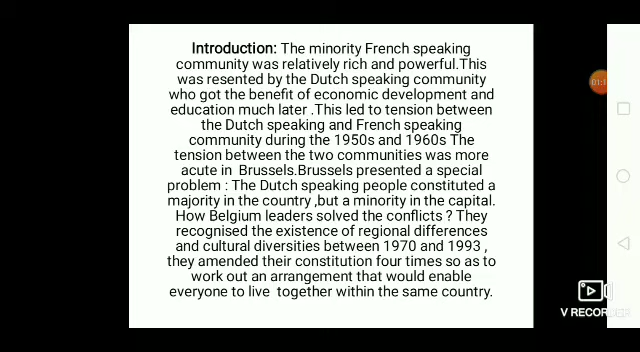 Introduction: The minority French speaking
community was relatively rich and powerful.This
was resented by the Dutch speaking community
who got the benefit of economic development and
education much later .This led to tension between
the Dutch speaking and French speaking
community during the 1950s and 1960s The
tension between the two communities was more
acute in  Brussels.Brussels presented a special
problem : The Dutch speaking people constituted a
majority in the country ,but a minority in the capital.
How Belgium leaders solved the conflicts ? They
recognised the existence of regional differences
and cultural diversities between 1970 and 1993 ,
they amended their constitution four times so as to
work out an arrangement that would enable
everyone to live  together within the same country.
V RECORDER